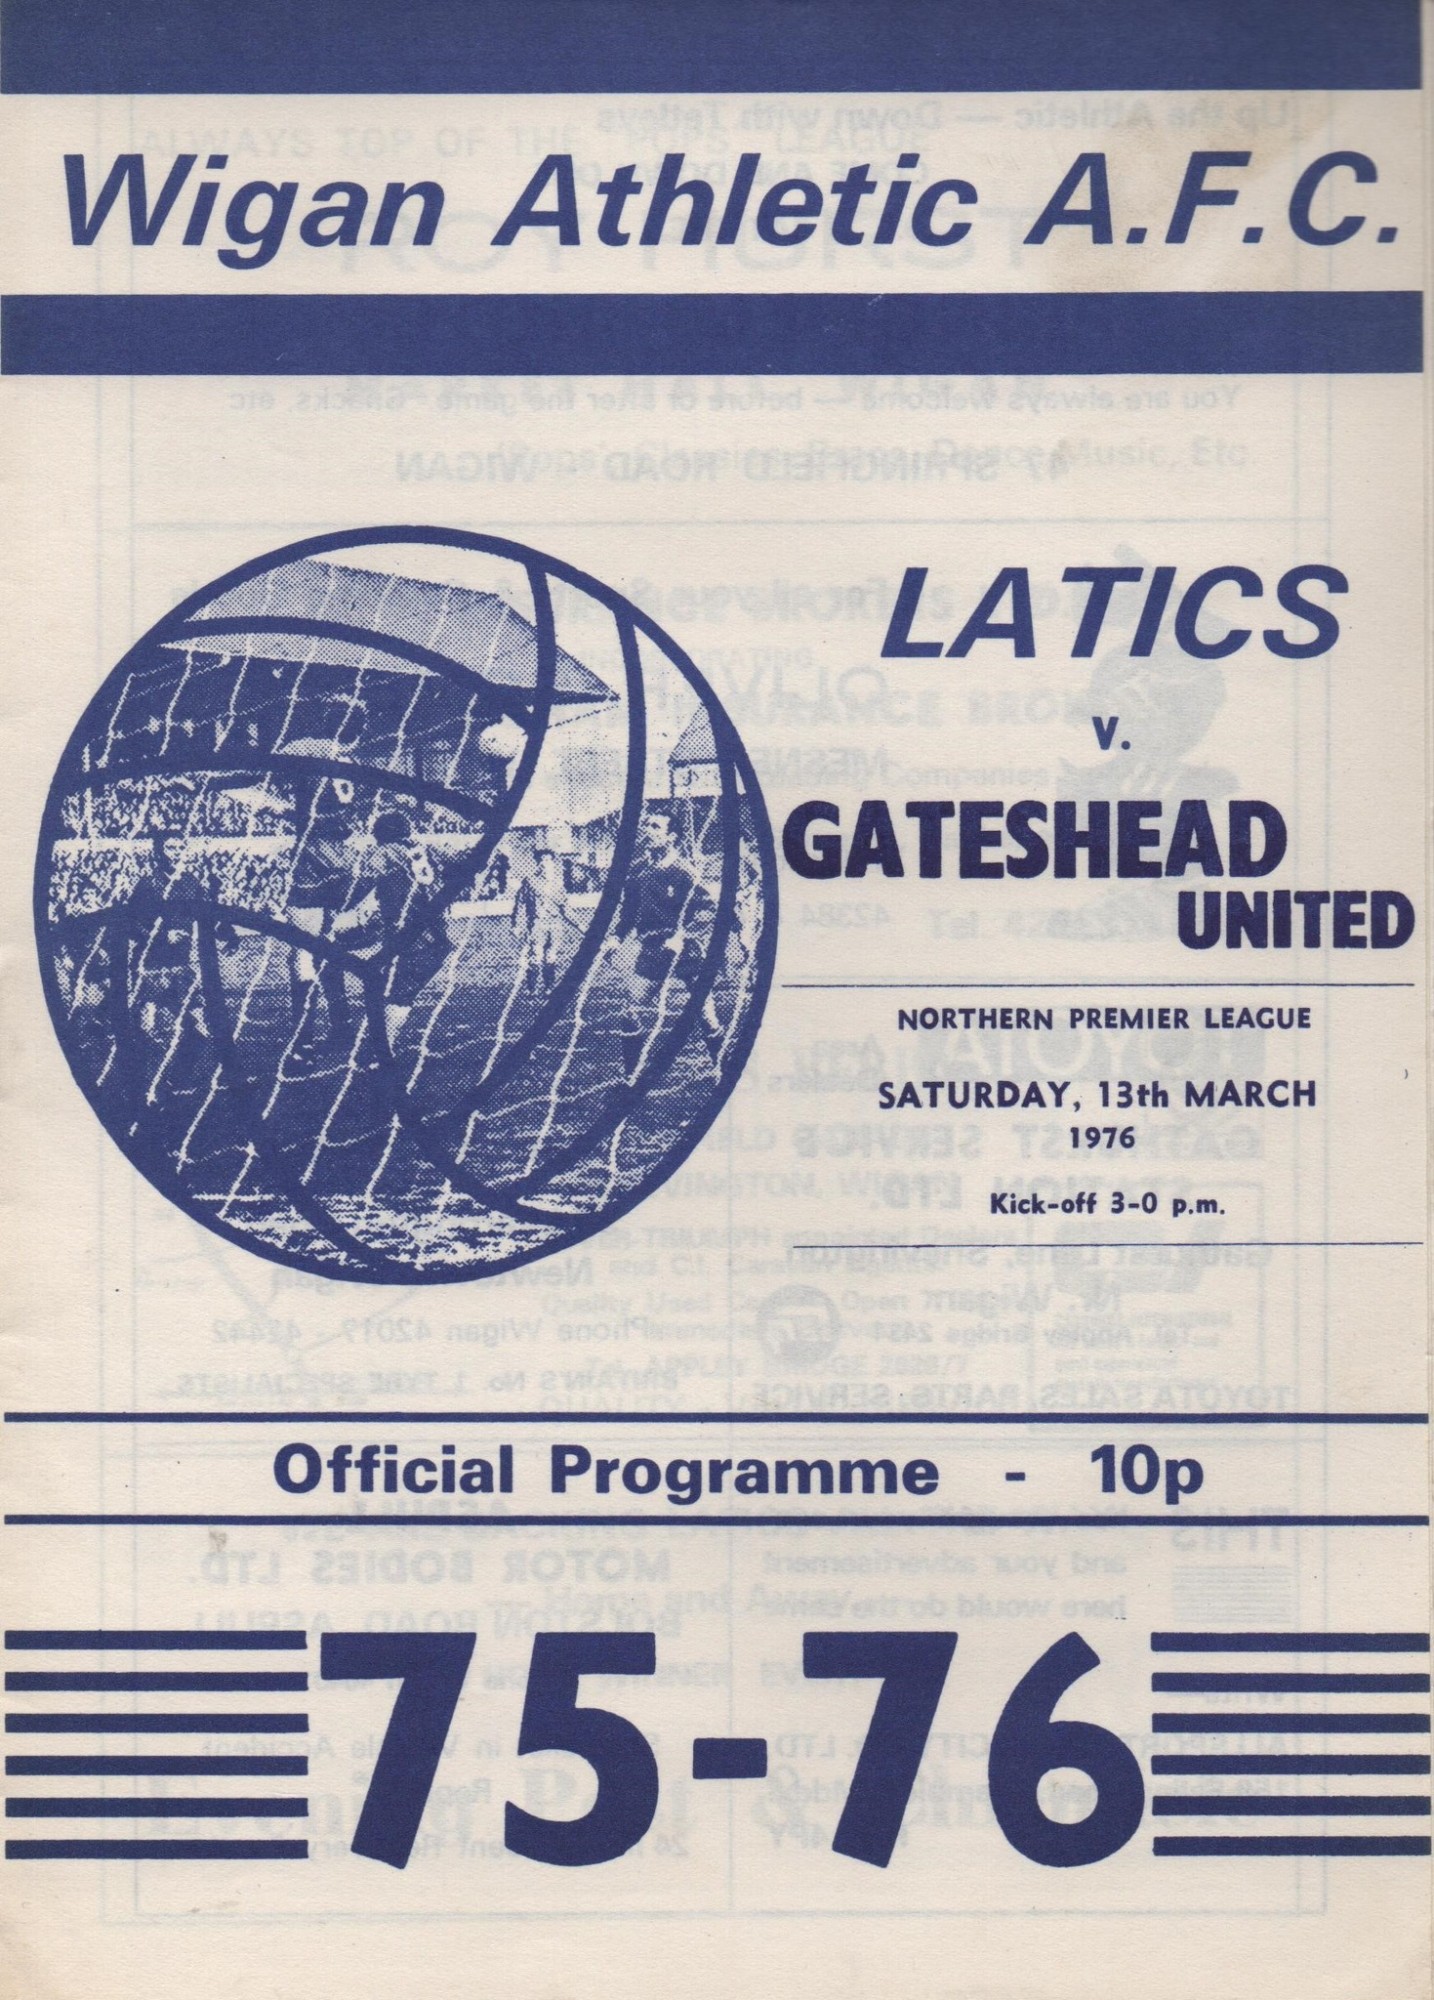 Wigan Athletic A.F.C.
LATICS
v.
GATESHEAD
UNITED
NORTHERN PREMIER LEAGUE
SATURDAY, 13th MARCH
1976
Kick-off 3-0 p.m.
Official Programme - 10p
75-76